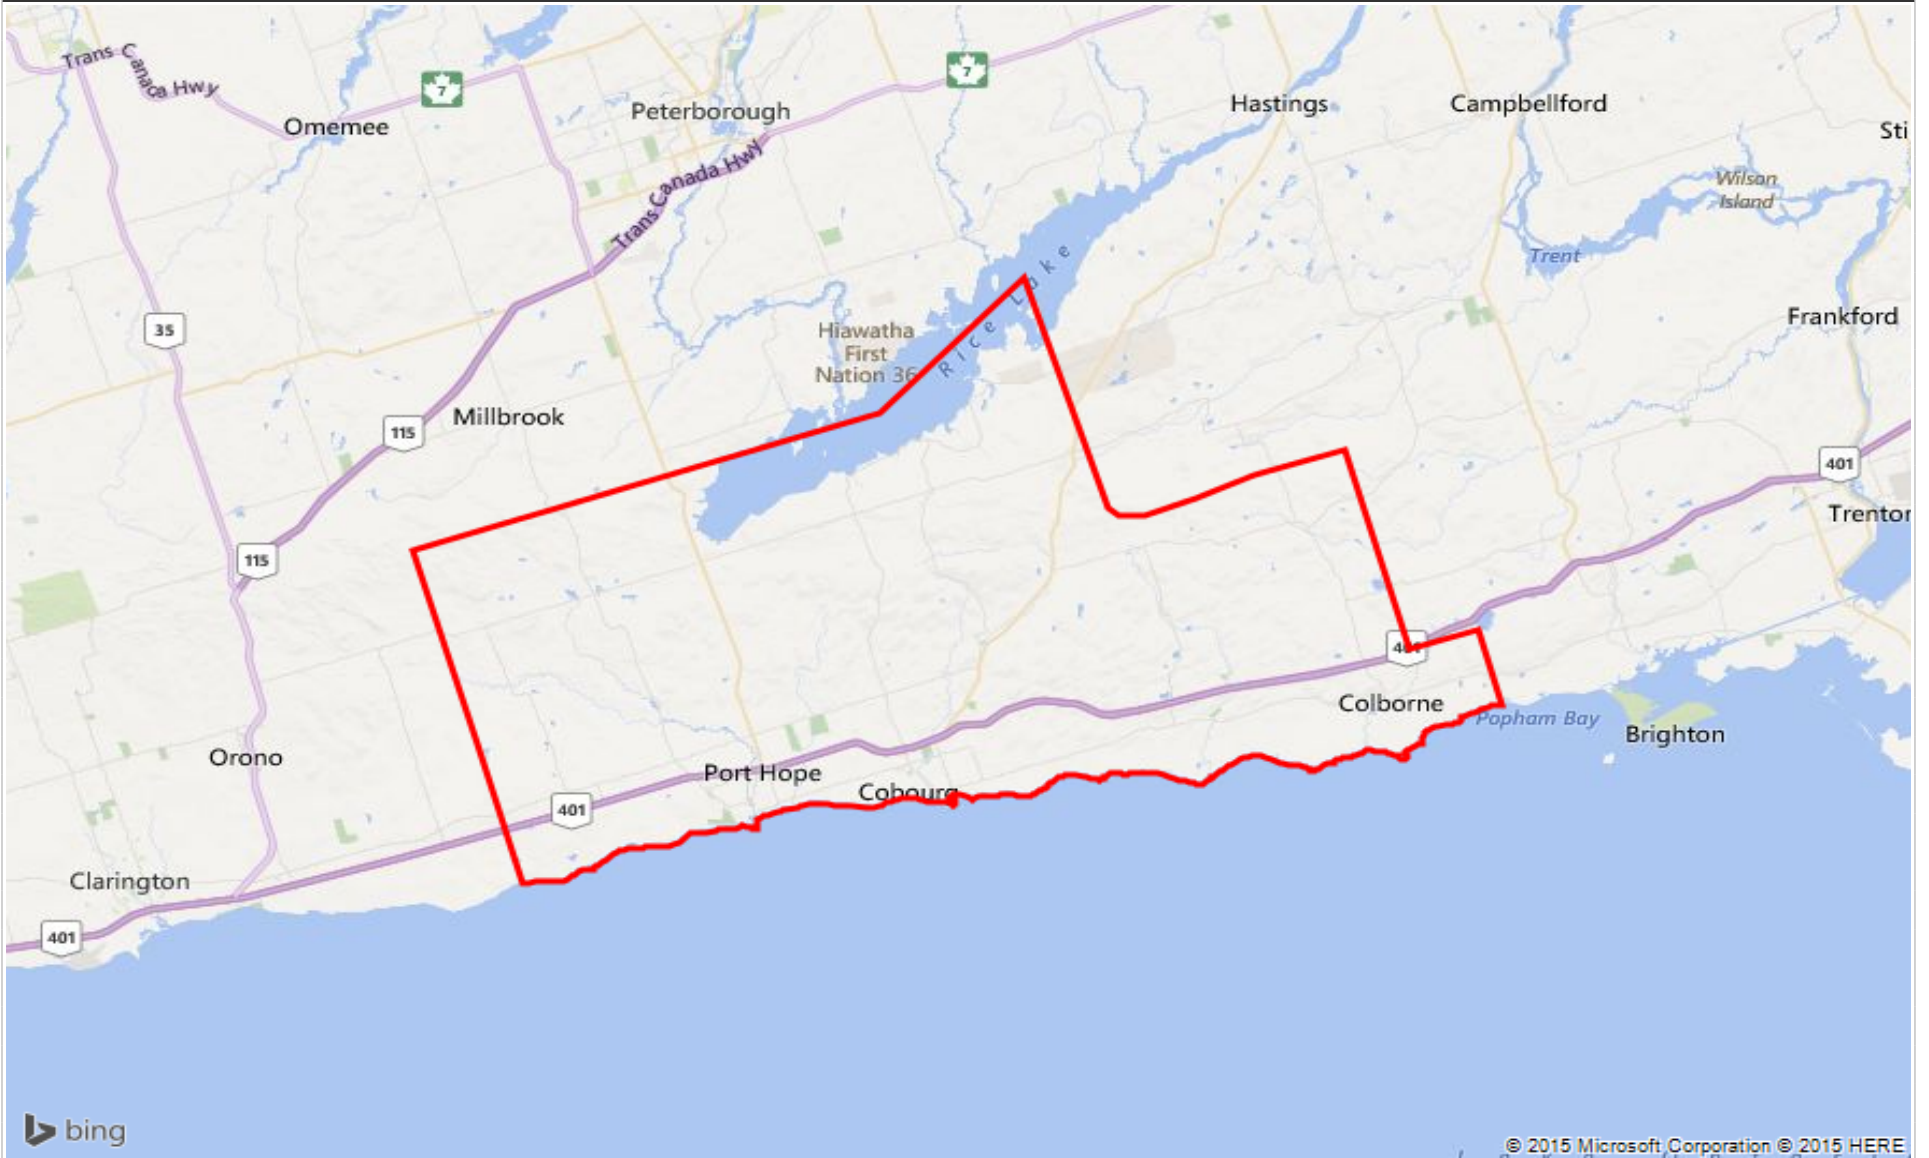 Trans Canada Hwy
7
7
Omemee
Peterborough
Hastings
Campbellford
Sti
Trans Canada Hwy
Wilson
Island
Trent
Rice Lake
35
Hiawatha
First
Nation 36
Frankford
115
Millbrook
401
Trenton
115
401
Colborne
Popham Bay
Brighton
Orono
Port Hope
Cobourg
401
Clarington
401
bing
© 2015 Microsoft Corporation © 2015 HERE